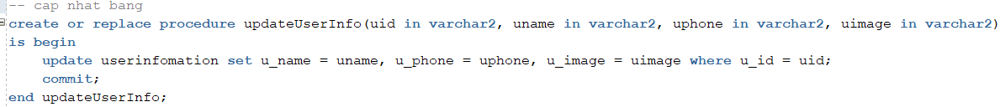 -- cap nhat bang
create or replace procedure updateUserInfo(uid in varchar2, uname in varchar2, uphone in varchar2, uimage in varchar2)
is begin
    update userinfomation set u_name = uname, u_phone = uphone, u_image = uimage where u_id = uid;
    commit;
end updateUserInfo;